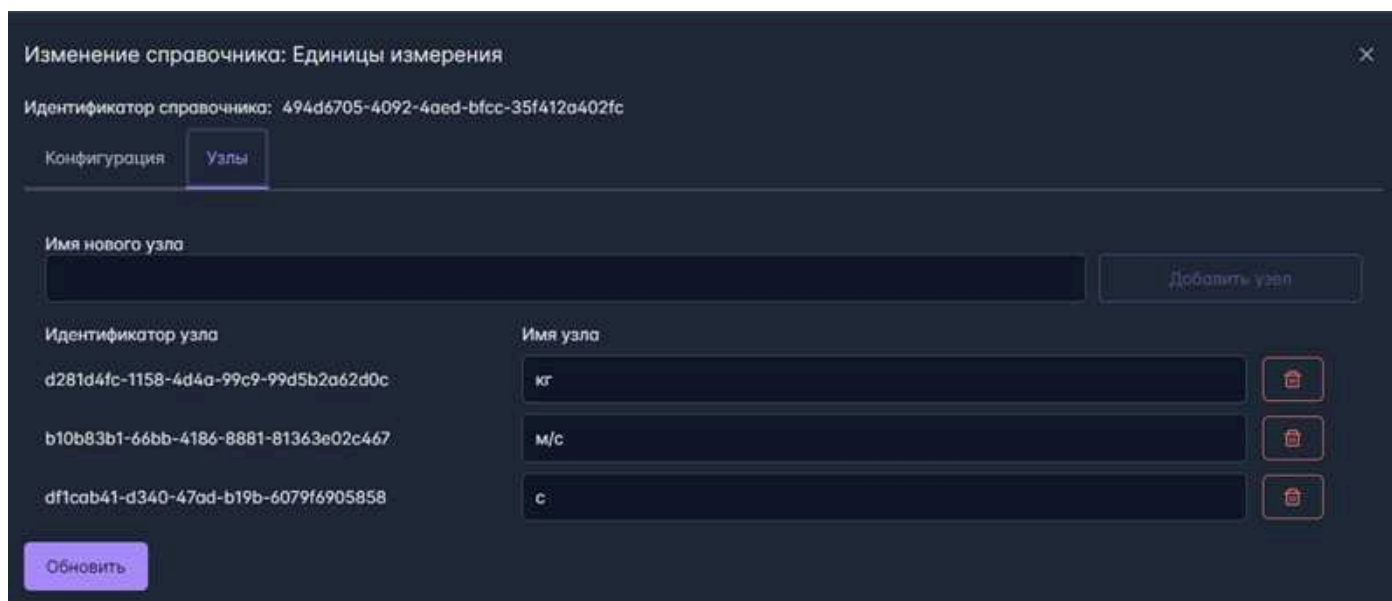 Изменение справочника: Единицы измерения
Идентификатор справочника: 494d6705-4092-4aed-bfcc-35f412a402fc
Конфигурация Узлы
Имя нового узла
Добавить узел
Идентификатор узла Имя узла
d281d4fc-1158-4d4a-99c9-99d5b2a62d0c кг
b10b83b1-66bb-4186-8881-81363e02c467 м/с
df1cab41-d340-47ad-b19b-6079f6905858 с
Обновить